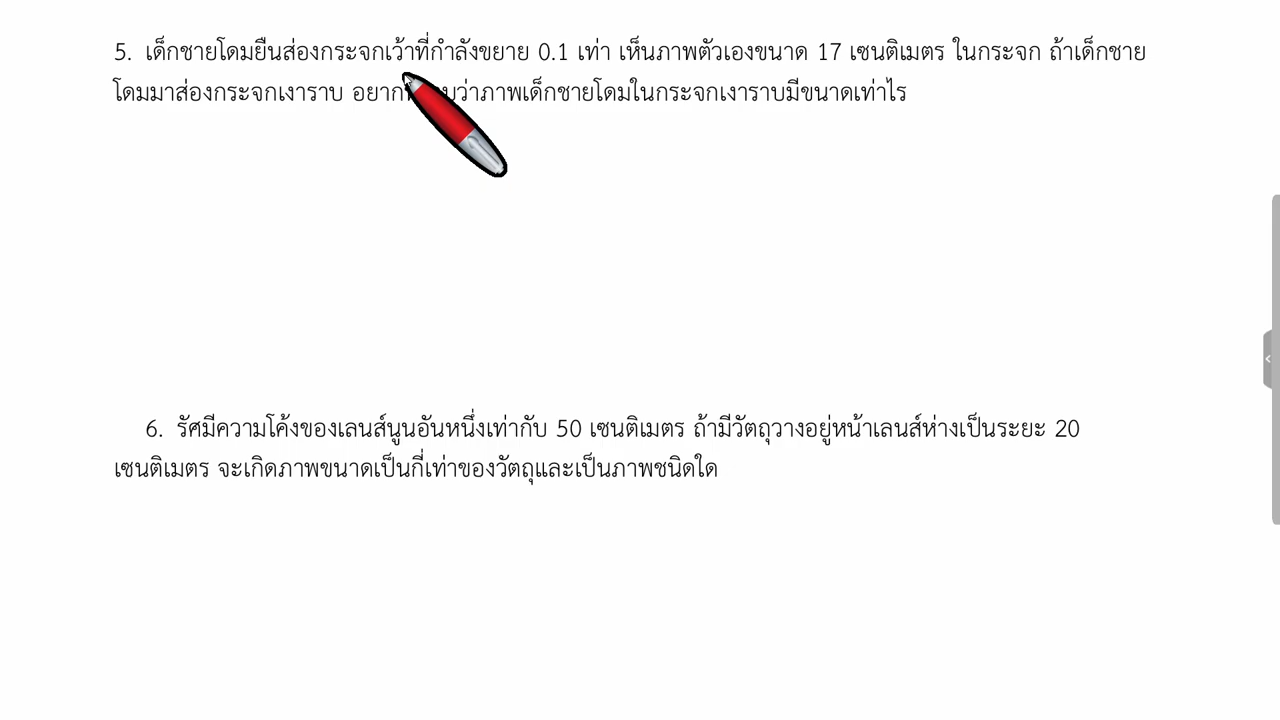 5. เด็กชายโดมยืนส่องกระจกเว้าที่กำลังขยาย 0.1 เท่า เห็นภาพตัวเองขนาด 17 เซนติเมตร ในกระจก ถ้าเด็กชาย
โดมมาส่องกระจกเงาราบ ว่าภาพเด็กชายโดมในกระจกเงาราบมีขนาดเท่าไร
6. รัศมีความโค้งของเลนส์นูนอันหนึ่งเท่ากับ 50 เซนติเมตร ถ้ามีวัตถุวางอยู่หน้าเลนส์ห่างเป็นระยะ 20
เซนติเมตร จะเกิดภาพขนาดเป็นกี่เท่าของวัตถุและเป็นภาพชนิดใด